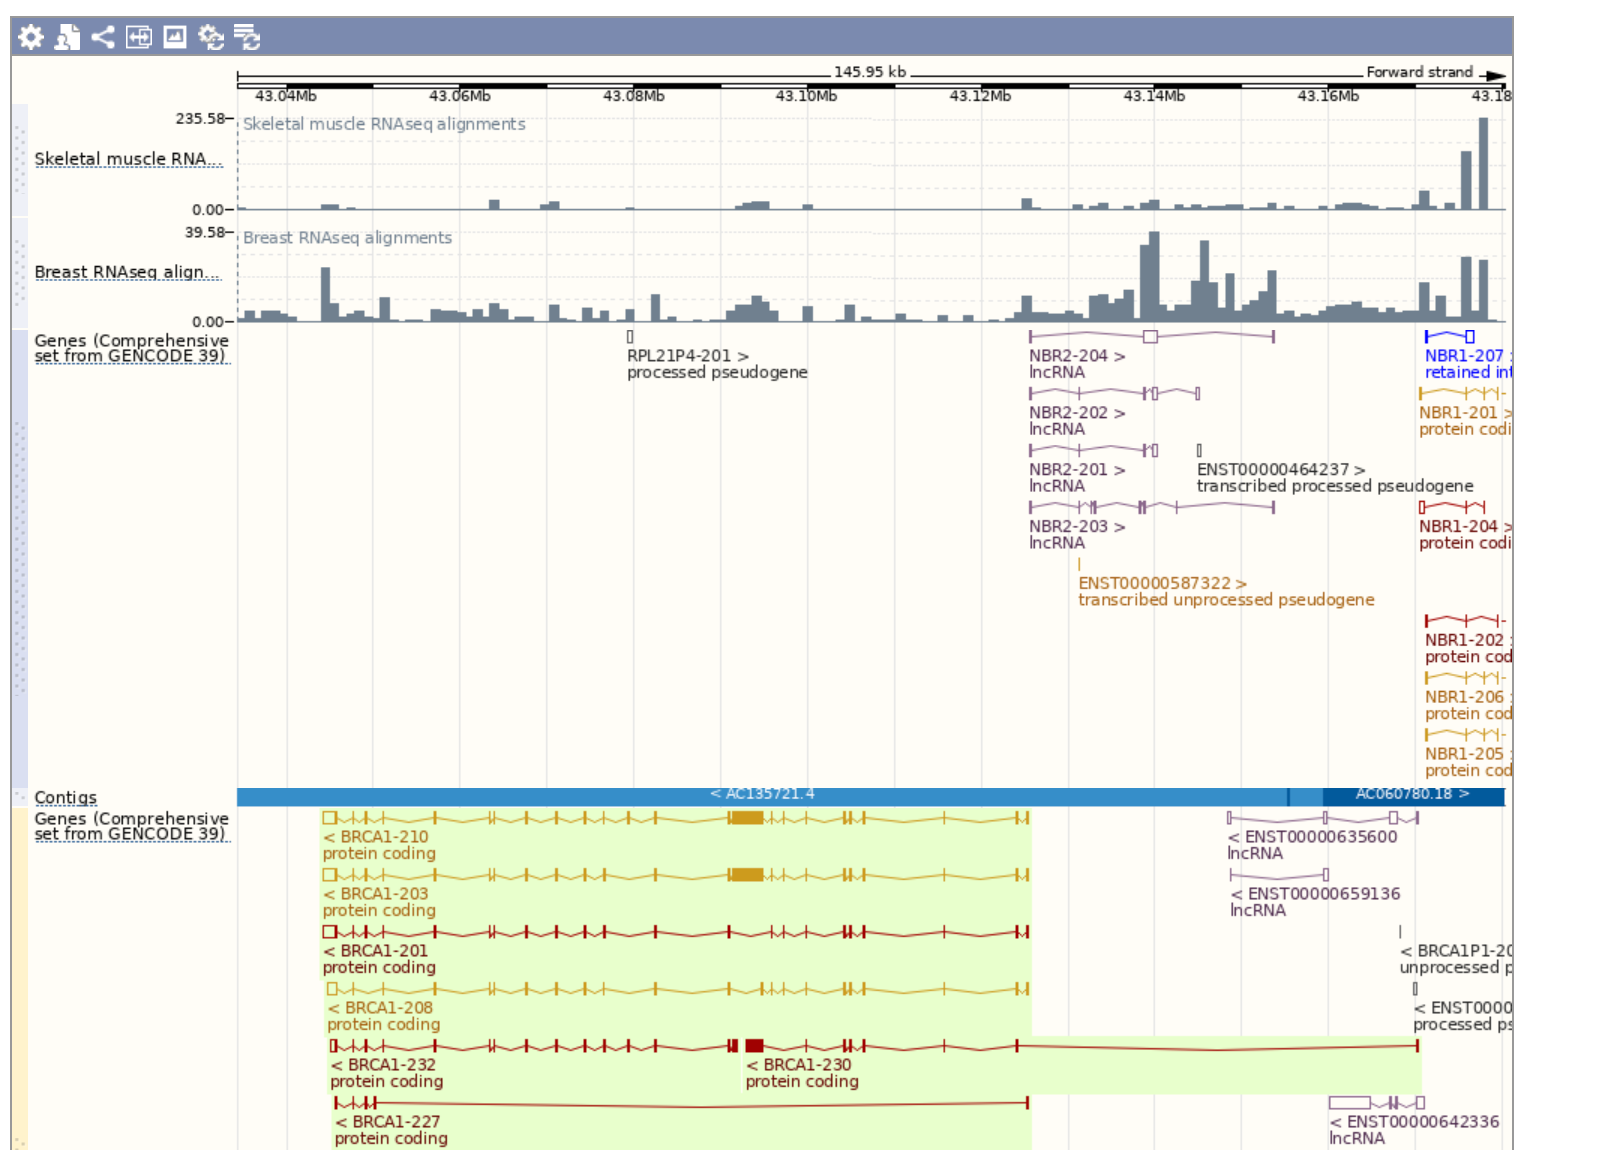 145.95 kb
Forward strand
43.04Mb 43.06Mb 43.08Mb 43.10Mb 43.12Mb 43.14Mb 43.16Mb 43.18
235.58
Skeletal muscle RNAseq alignments
Skeletal muscle RNA...
0.00
39.58
Breast RNAseq alignments
Breast RNAseq align...
0.00
Genes (Comprehensive
set from GENCODE 39)
RPL21P4-201 >
processed pseudogene
NBR2-204 >
lncRNA
NBR1-207 :
retained int
NBR2-202 >
lncRNA
NBR1-201 >
protein codi
NBR2-201 >
lncRNA
ENST00000464237 >
transcribed processed pseudogene
NBR2-203 >
lncRNA
NBR1-204 >
protein codi
ENST00000587322 >
transcribed unprocessed pseudogene
NBR1-202 :
protein cod
NBR1-206 :
protein cod
NBR1-205 :
protein cod
Contigs
< AC135721.4
AC060780.18 >
Genes (Comprehensive
set from GENCODE 39)
< BRCA1-210
protein coding
< ENST00000635600
lncRNA
< BRCA1-203
protein coding
< ENST00000659136
lncRNA
< BRCA1-201
protein coding
< BRCA1P1-20
unprocessed p
< BRCA1-208
protein coding
< ENST0000
processed ps
< BRCA1-232
protein coding
< BRCA1-230
protein coding
< BRCA1-227
protein coding
< ENST00000642336
lncRNA